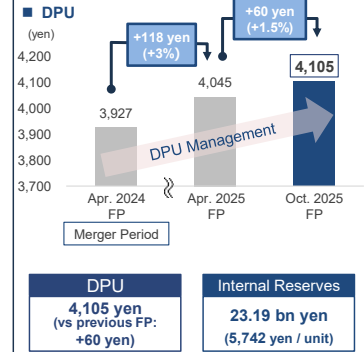 ■ DPU
(yen)
+118 yen
(+3%)
+60 yen
(+1.5%)
4,200
4,100
4,000
3,900
3,800
3,700
3,927
4,045
4,105
DPU Management
Apr. 2024
FP
Apr. 2025
FP
Oct. 2025
FP
Merger Period
DPU
4,105 yen
(vs previous FP:
+60 yen)
Internal Reserves
23.19 bn yen
(5,742 yen / unit)